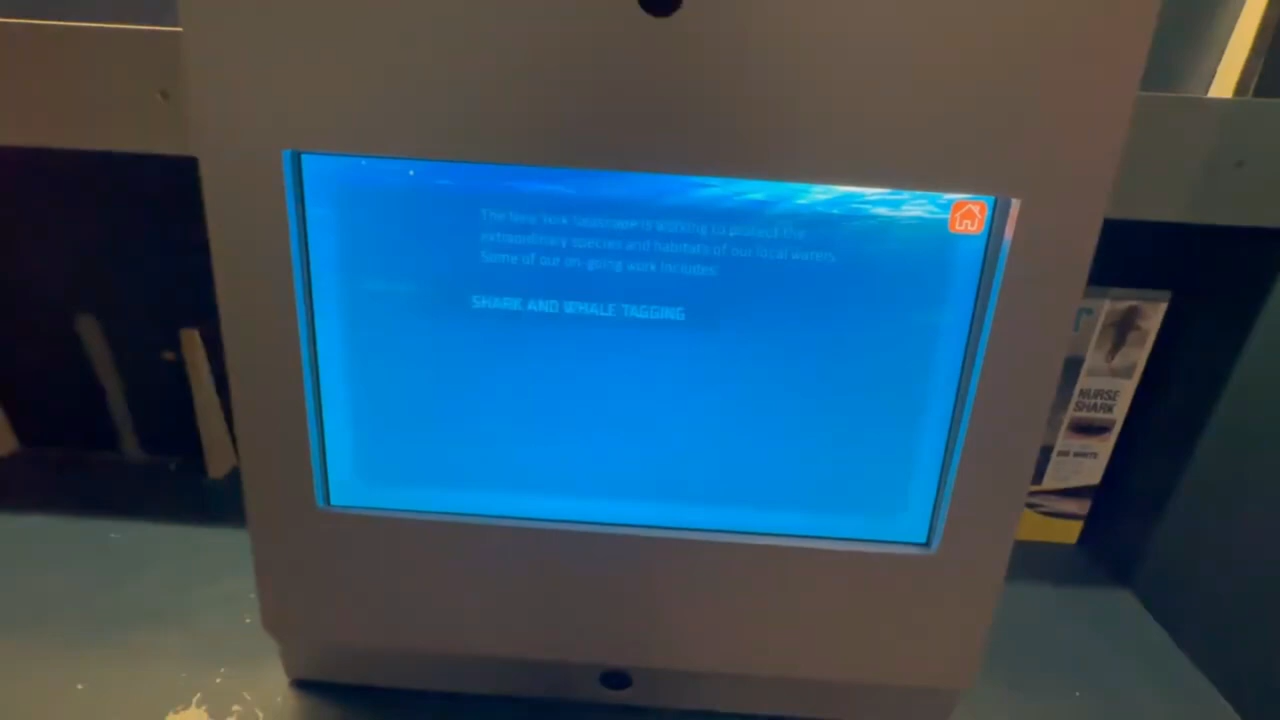 The New York Seascape is working to protect the
extraordinary species and habitats of our local waters.
Some of our on-going work includes:
SHARK AND WHALE TAGGING
NURSE
SHARK